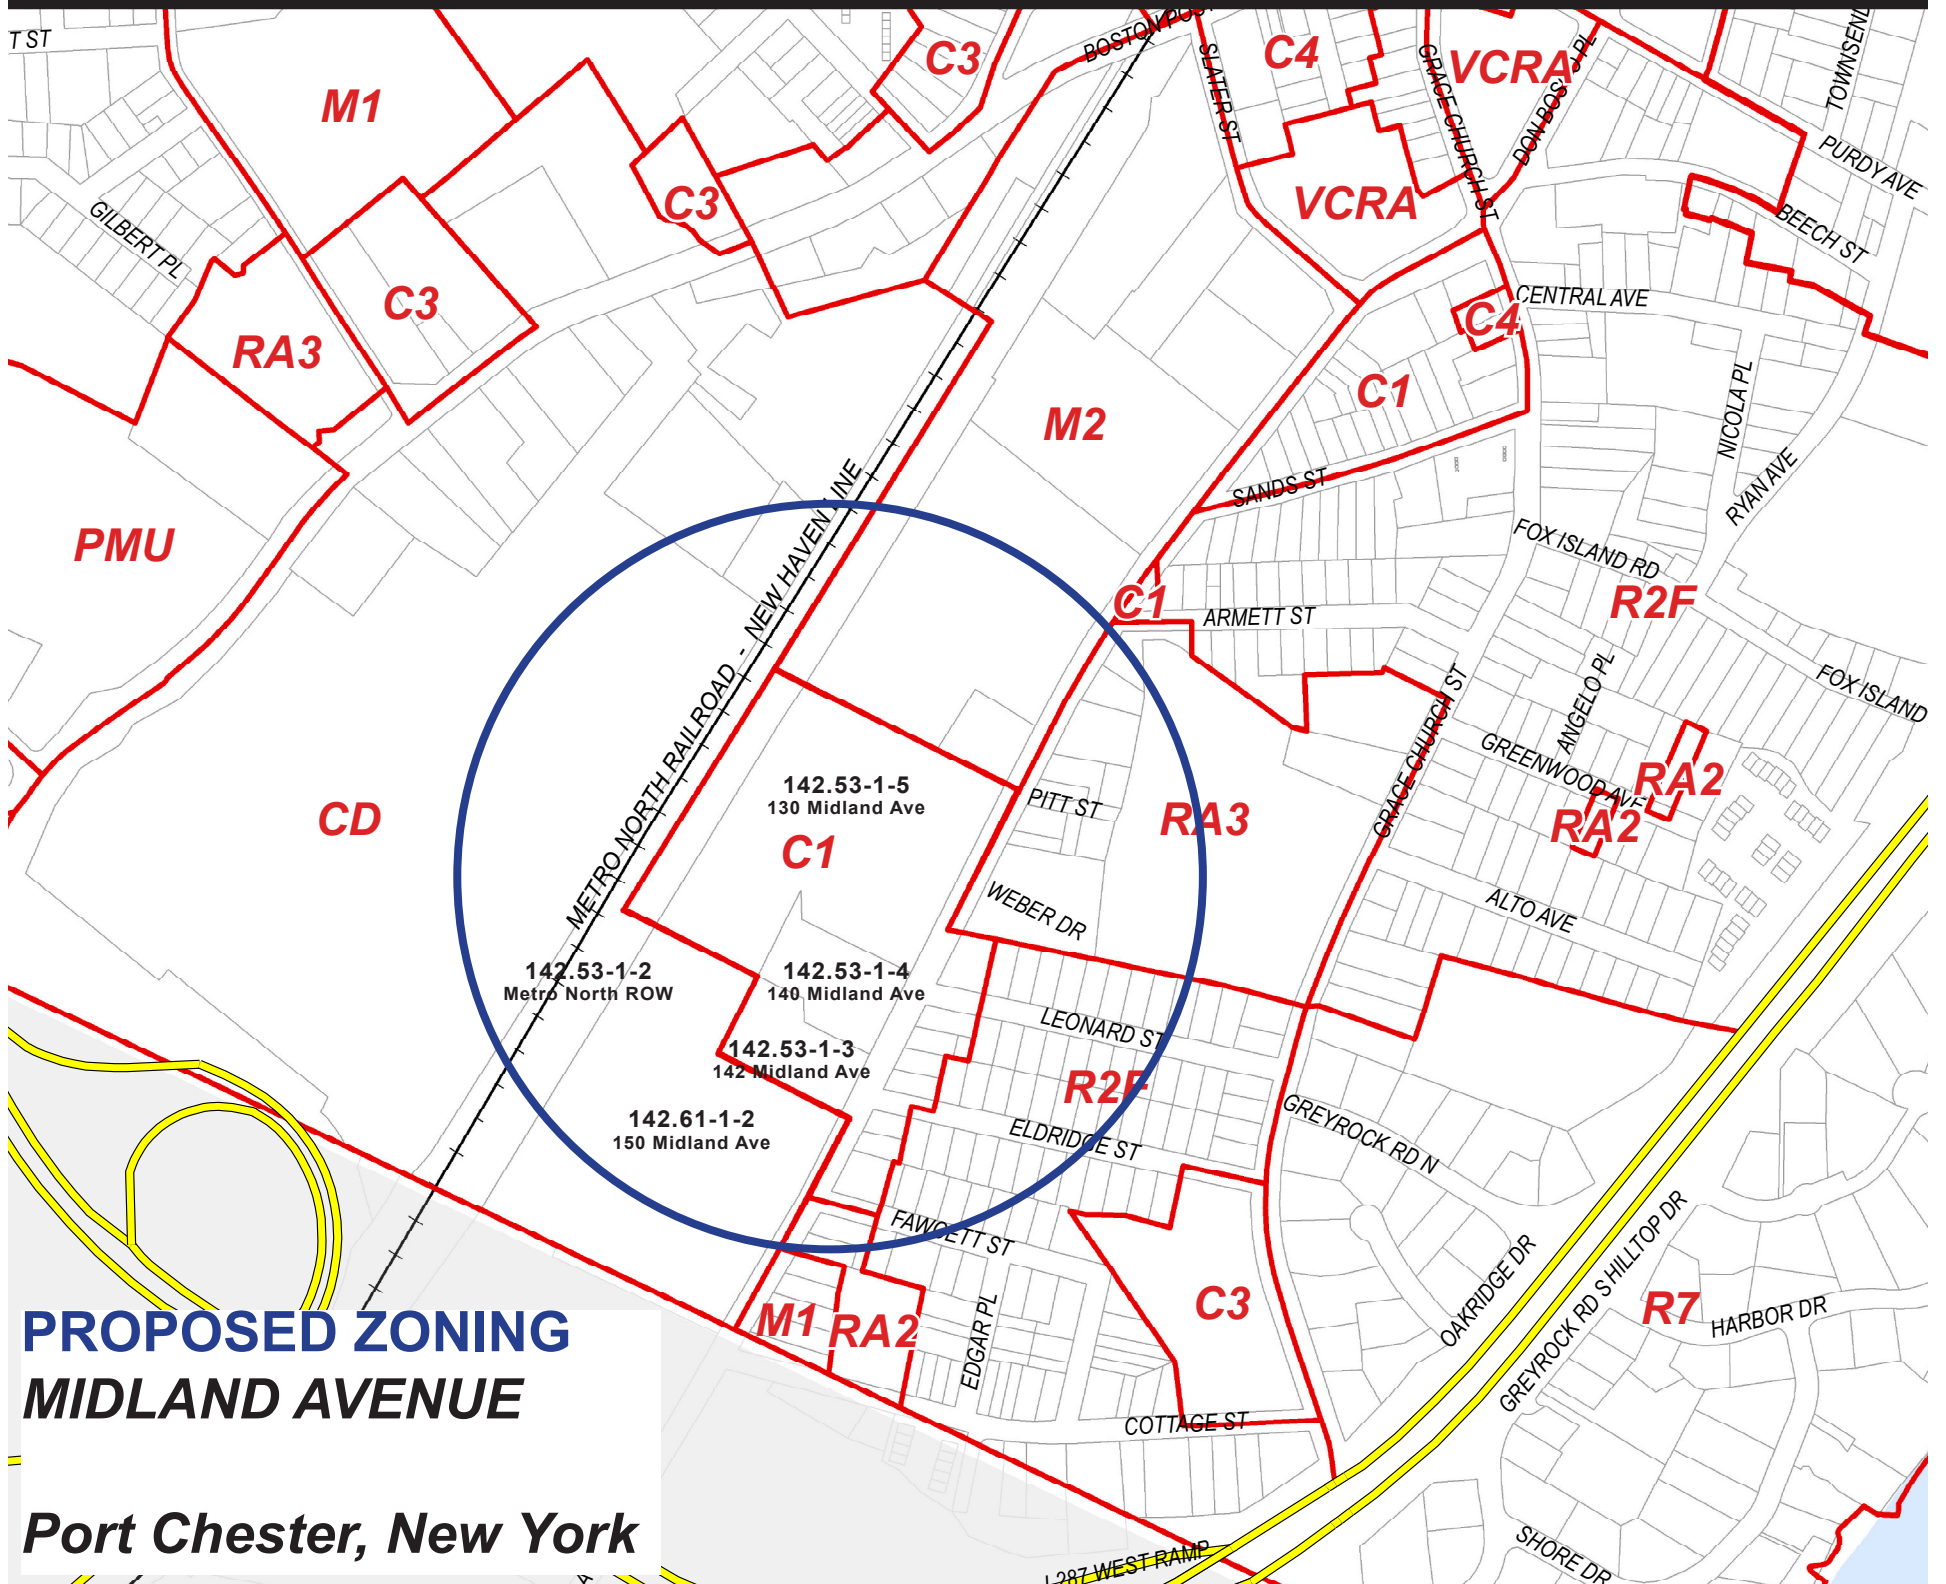 T ST
M1
C3
BOSTON POST
SLATER ST
C4
GRACE CHURCH ST
VCRA
DON BOSCO PL
TOWNSEND
PURDY AVE
GILBERT PL
C3
VCRA
BEECH ST
C3
RA3
CENTRAL AVE
C4
C1
M2
NICOLA PL
RYAN AVE
SANDS ST
PMU
METRO NORTH RAILROAD - NEW HAVEN LINE
FOX ISLAND RD
R2F
C1
ARMETT ST
ANGELO PL
FOX ISLAND
GRACE CHURCH ST
GREENWOOD AVE
RA2
RA2
CD
142.53-1-5
130 Midland Ave
C1
PITT ST
RA3
WEBER DR
ALTO AVE
142.53-1-2
Metro North ROW
142.53-1-4
140 Midland Ave
LEONARD ST
142.53-1-3
142 Midland Ave
R2F
142.61-1-2
150 Midland Ave
ELDRIDGE ST
GREYROCK RD N
FAWCETT ST
OAKRIDGE DR
GREYROCK RD S
HILLTOP DR
C3
R7
HARBOR DR
M1
RA2
EDGAR PL
COTTAGE ST
PROPOSED ZONING
MIDLAND AVENUE
Port Chester, New York
I-287 WEST RAMP
SHORE DR